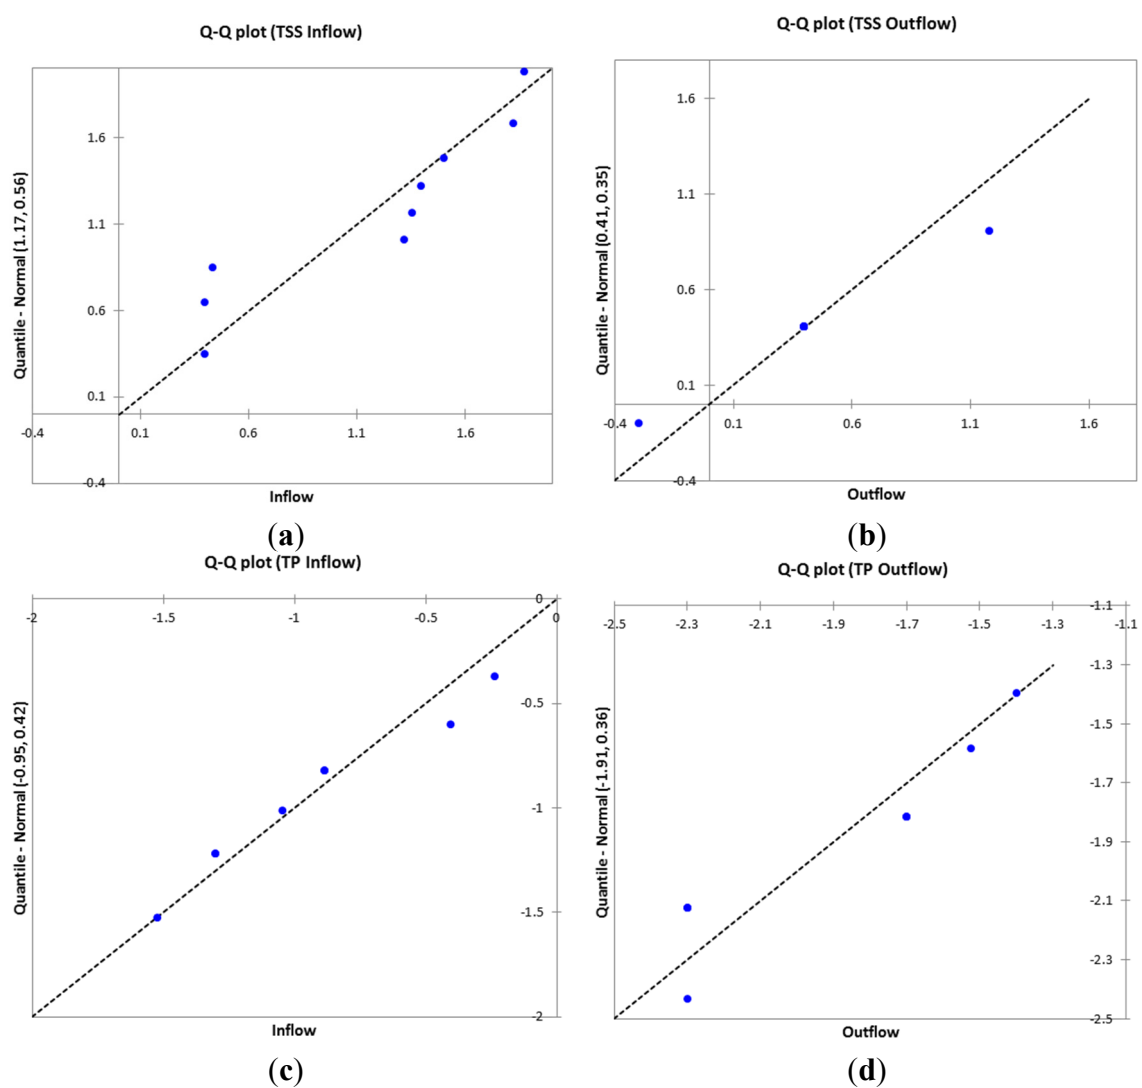 Q-Q plot (TSS Inflow)
Quantile - Normal (1.17, 0.56)
1.6
1.1
0.6
0.1
-0.4
-0.4 0.1 0.6 1.1 1.6
Inflow
(a)
Q-Q plot (TSS Outflow)
Quantile - Normal (0.41, 0.35)
1.6
1.1
0.6
0.1
-0.4
-0.4 0.1 0.6 1.1 1.6
Outflow
(b)
Q-Q plot (TP Inflow)
Quantile - Normal (-0.95, 0.42)
-2 -1.5 -1 -0.5 0
0
-0.5
-1
-1.5
-2
Inflow
(c)
Q-Q plot (TP Outflow)
Quantile - Normal (-1.91, 0.36)
-2.5 -2.3 -2.1 -1.9 -1.7 -1.5 -1.3 -1.1
-1.1
-1.3
-1.5
-1.7
-1.9
-2.1
-2.3
-2.5
Outflow
(d)